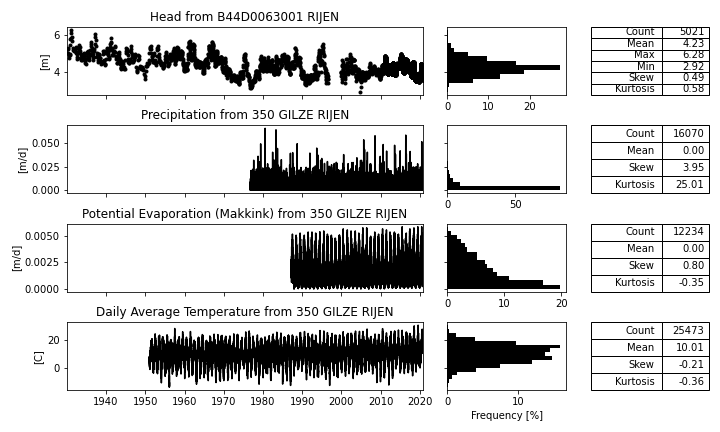 Head from B44D0063001 RIJEN
6
4
[m]
0 10 20
Count 5021
Mean 4.23
Max 6.28
Min 2.92
Skew 0.49
Kurtosis 0.58
Precipitation from 350 GILZE RIJEN
0.050
0.025
0.000
[m/d]
0 50
Count 16070
Mean 0.00
Skew 3.95
Kurtosis 25.01
Potential Evaporation (Makkink) from 350 GILZE RIJEN
0.0050
0.0025
0.0000
[m/d]
0 10 20
Count 12234
Mean 0.00
Skew 0.80
Kurtosis -0.35
Daily Average Temperature from 350 GILZE RIJEN
20
0
[C]
1940 1950 1960 1970 1980 1990 2000 2010 2020
0 10
Frequency [%]
Count 25473
Mean 10.01
Skew -0.21
Kurtosis -0.36